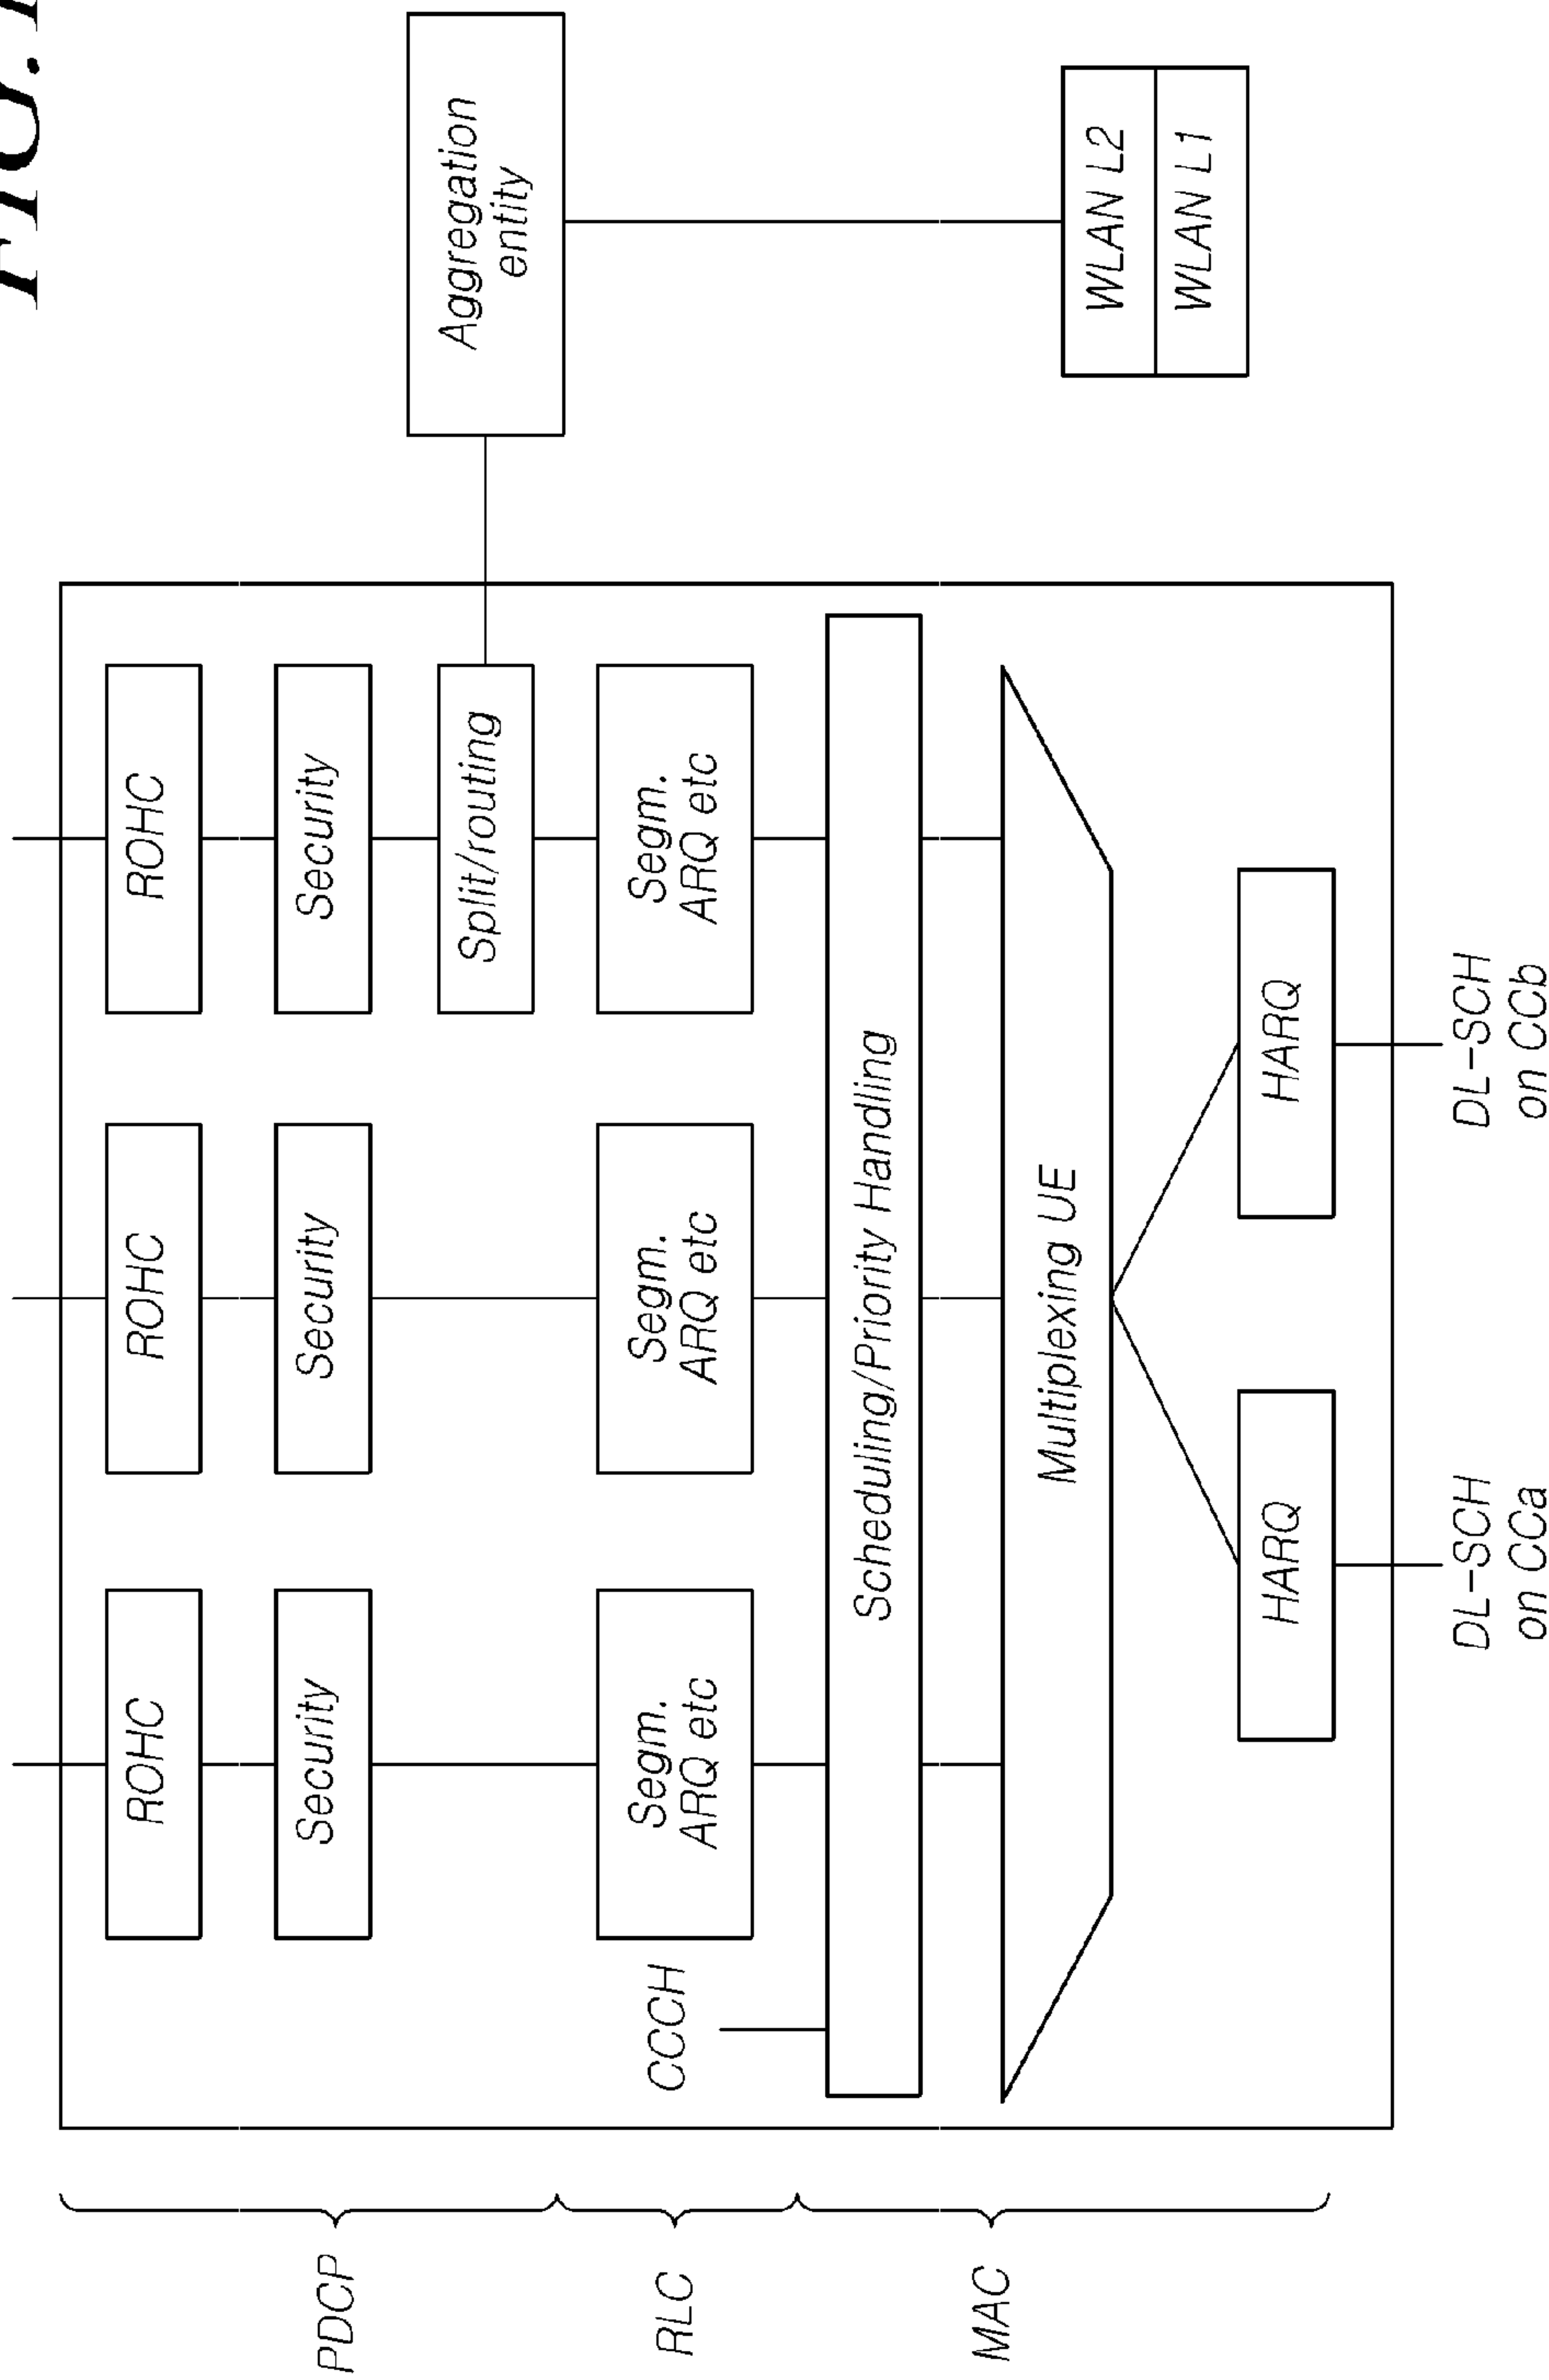 ROHC
ROHC
ROHC
PDCP
Security
Security
Security
Split/routing
Aggregation
entity
RLC
CCCH
Segm.
ARQ etc
Segm.
ARQ etc
Segm.
ARQ etc
Scheduling/Priority Handling
MAC
Multiplexing UE
WLAN L2
WLAN L1
HARQ
HARQ
DL-SCH
on CCa
DL-SCH
on CCb